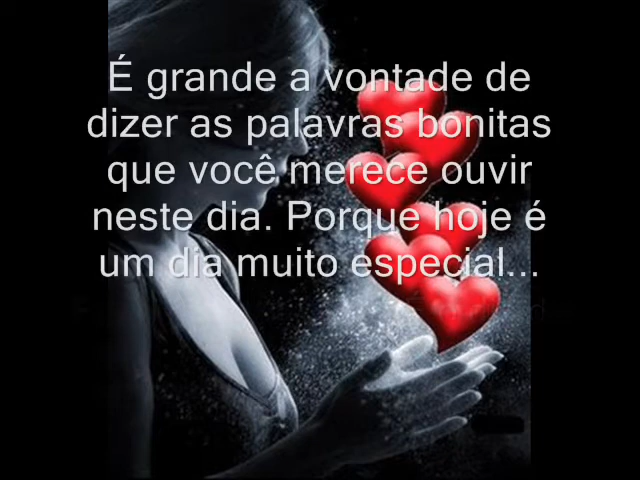 É grande a vontade de
dizer as palavras bonitas
que você merece ouvir
neste dia. Porque hoje é
um dia muito especial...